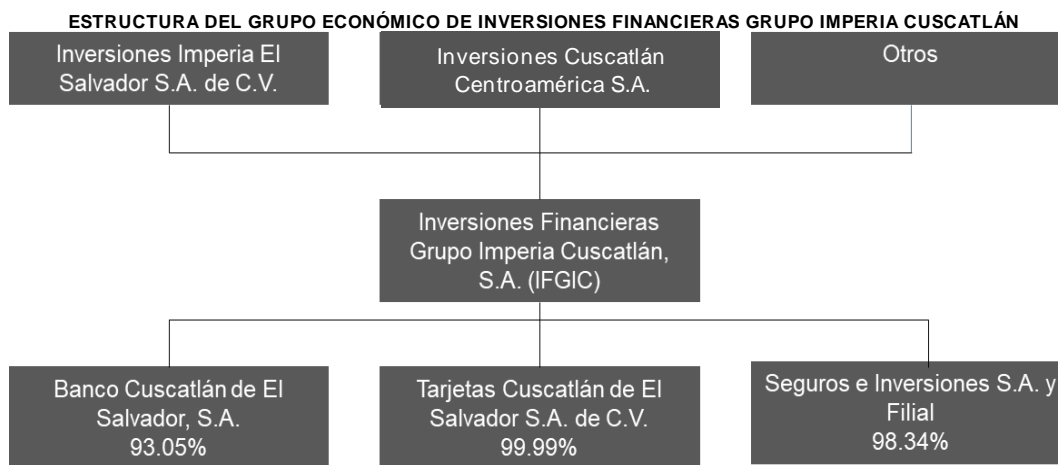 ESTRUCTURA DEL GRUPO ECONÓMICO DE INVERSIONES FINANCIERAS GRUPO IMPERIA CUSCATLÁN
Inversiones Imperia El
Salvador S.A. de C.V.
Inversiones Cuscatlán
Centroamérica S.A.
Otros
Inversiones Financieras
Grupo Imperia Cuscatlán,
S.A. (IFGIC)
Banco Cuscatlán de El
Salvador, S.A.
93.05%
Tarjetas Cuscatlán de El
Salvador S.A. de C.V.
99.99%
Seguros e Inversiones S.A. y
Filial
98.34%